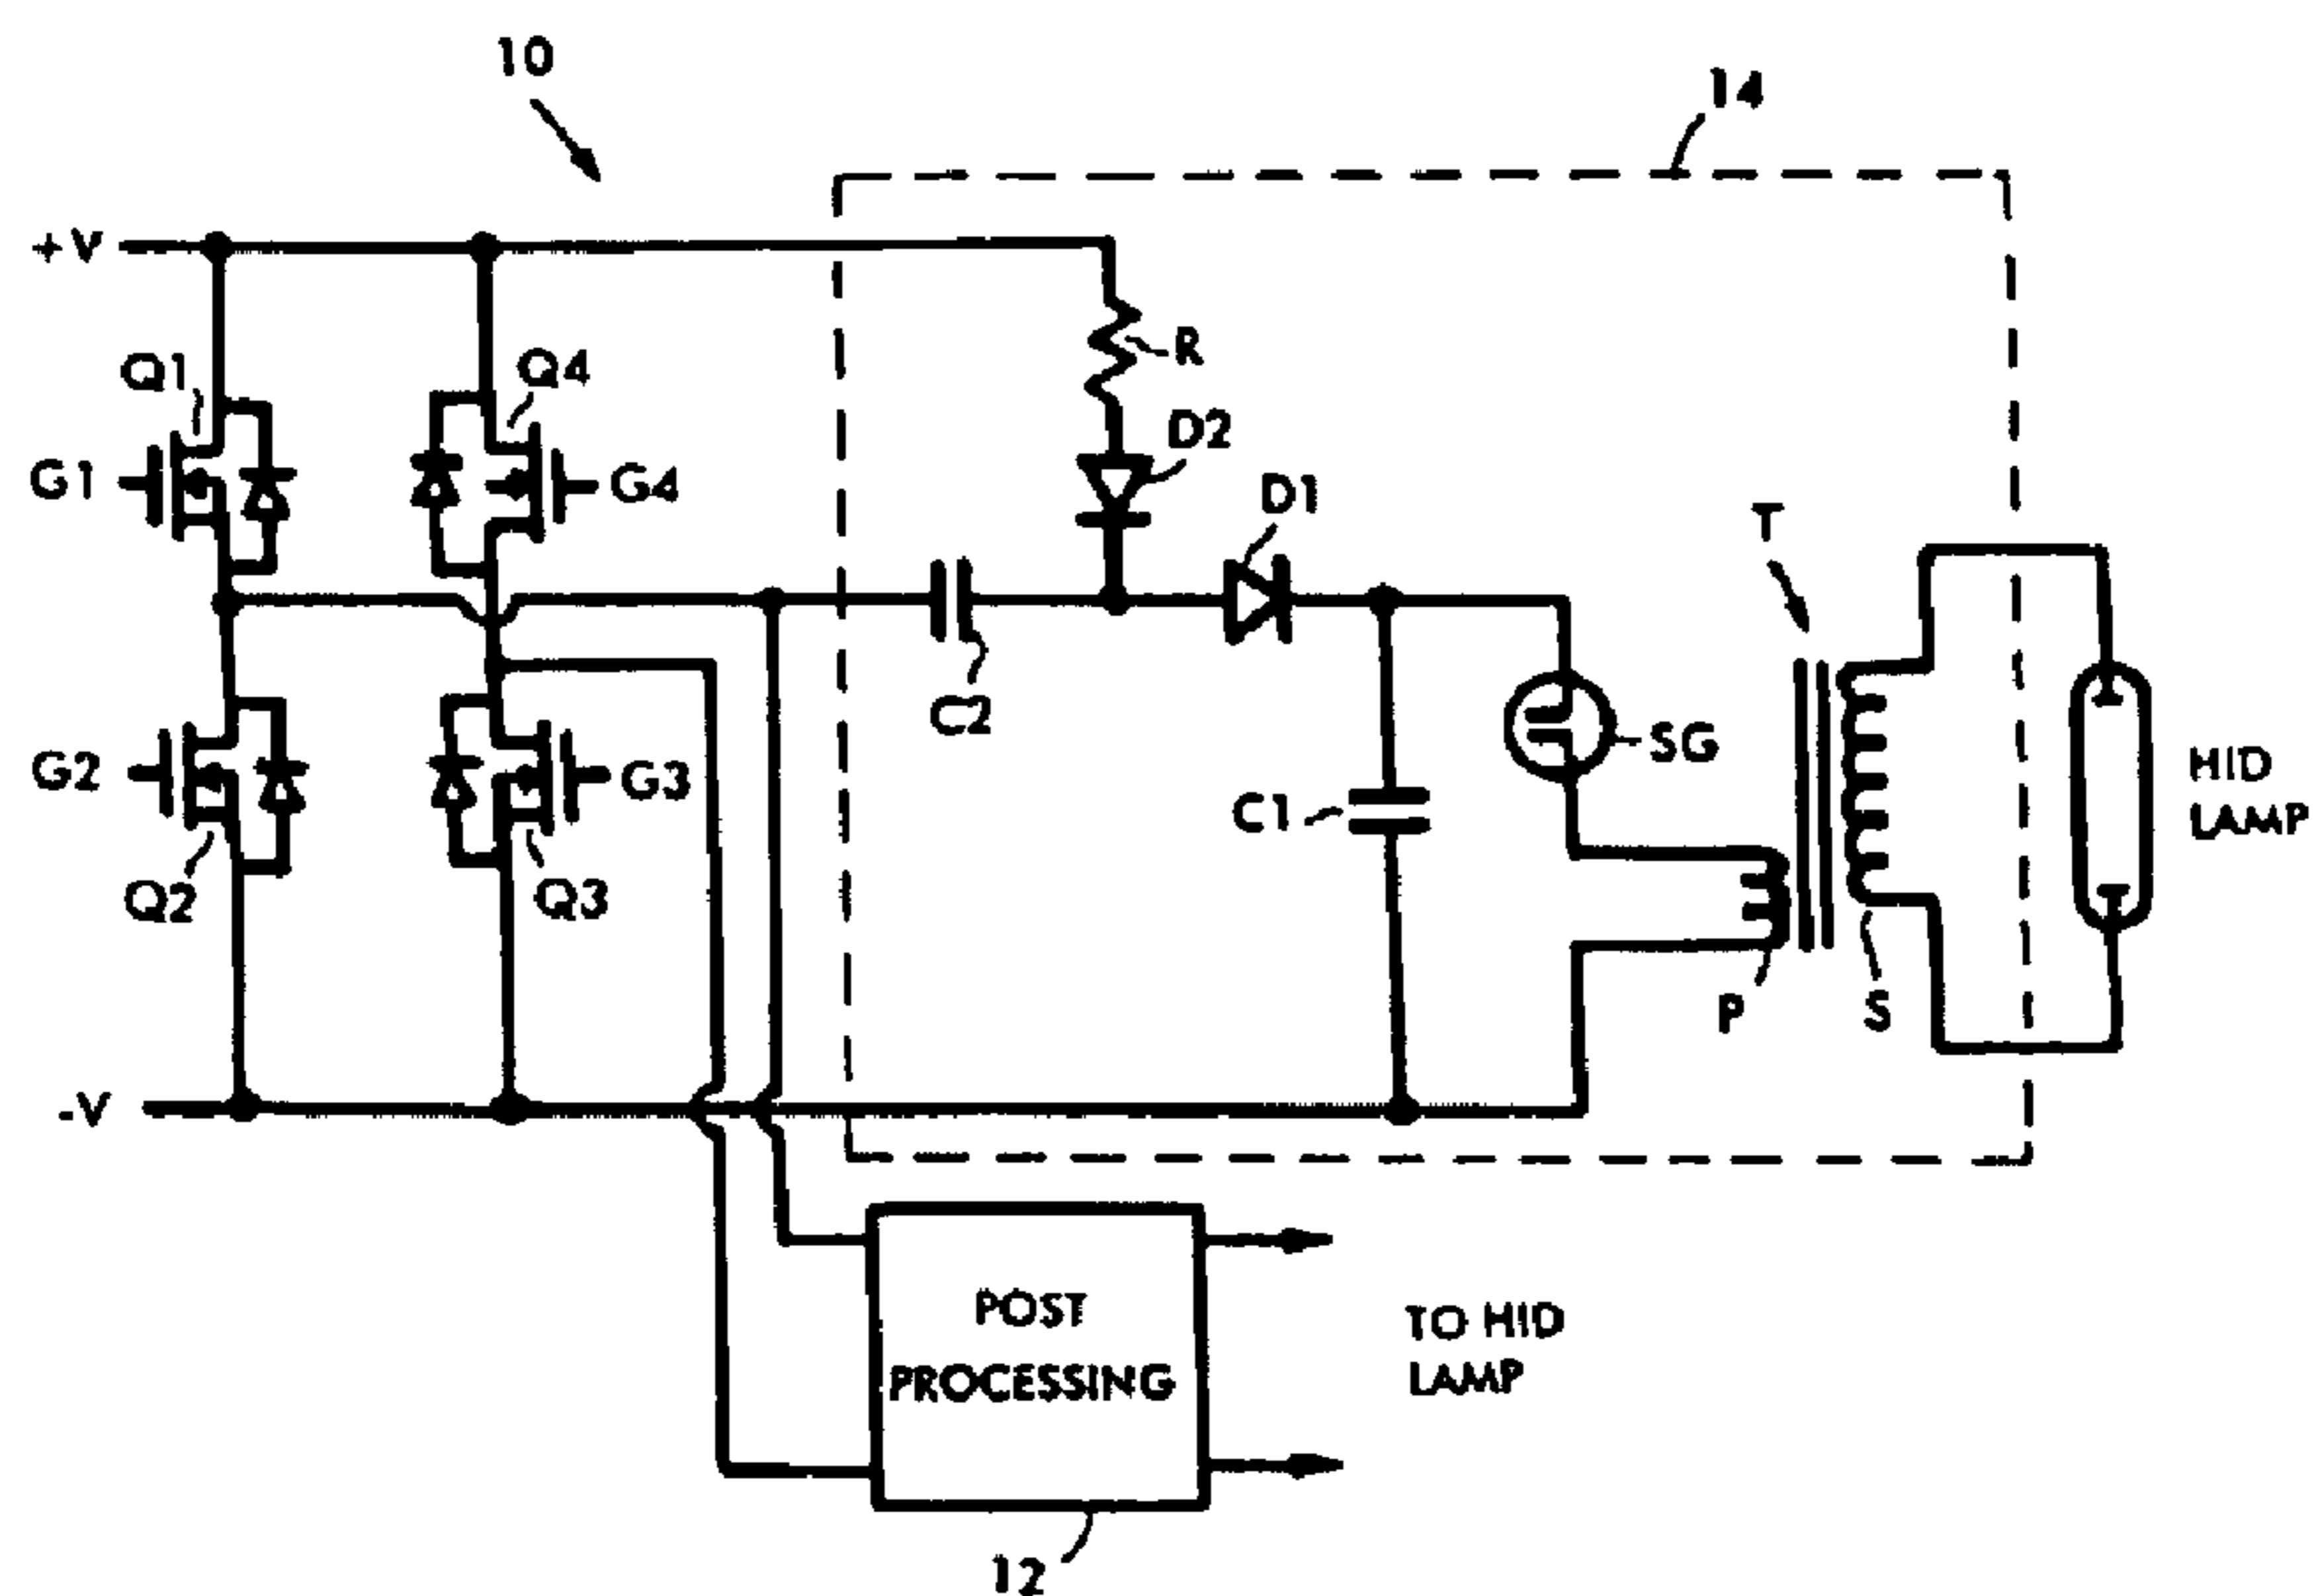 10
14
+V
Q1
Q4
R
D2
G1
G4
D1
T
C2
SG
G2
G3
C1
HID
LAMP
Q2
Q3
P
S
-V
POST
PROCESSING
TO HID
LAMP
12